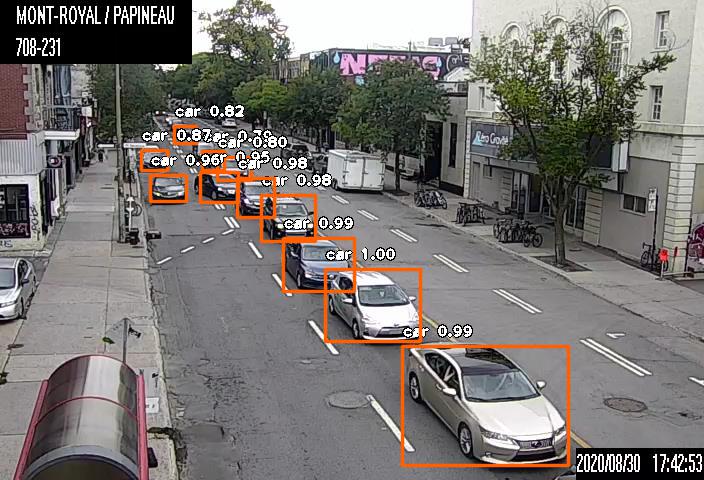 MONT-ROYAL / PAPINEAU
708-231
car 0.82
car 0.87
car 0.80
car 0.96
car 0.98
car 0.98
car 0.99
car 1.00
car 0.99
Zéro Gravité
2020/08/30 17:42:53